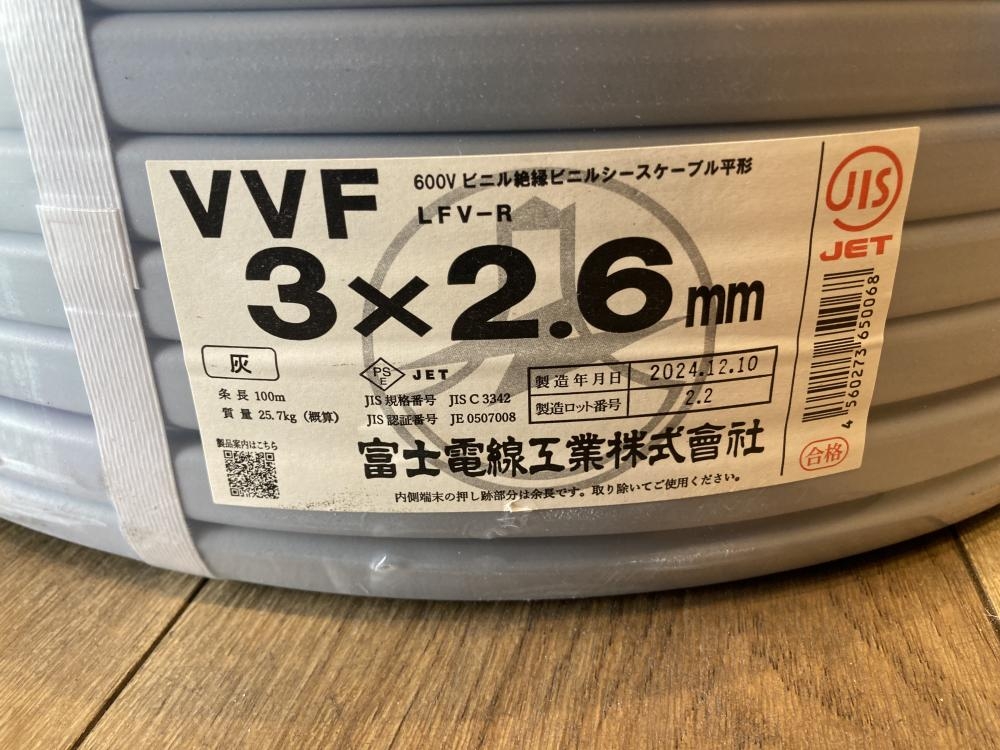 VVF
600V ビニル絶縁ビニルシースケーブル平形
LFV-R
3×2.6mm
灰
条長 100m
質量 25.7kg（概算）
製品案内はこちら
PSE JET
JIS 規格番号 JIS C 3342
JIS 認証番号 JE 0507008
製造年月日 2024.12.10
製造ロット番号 2.2
富士電線工業株式會社
内側端末の押し跡部分は余長です。取り除いてご使用ください。
JIS
JET
4 560273 650068
合格